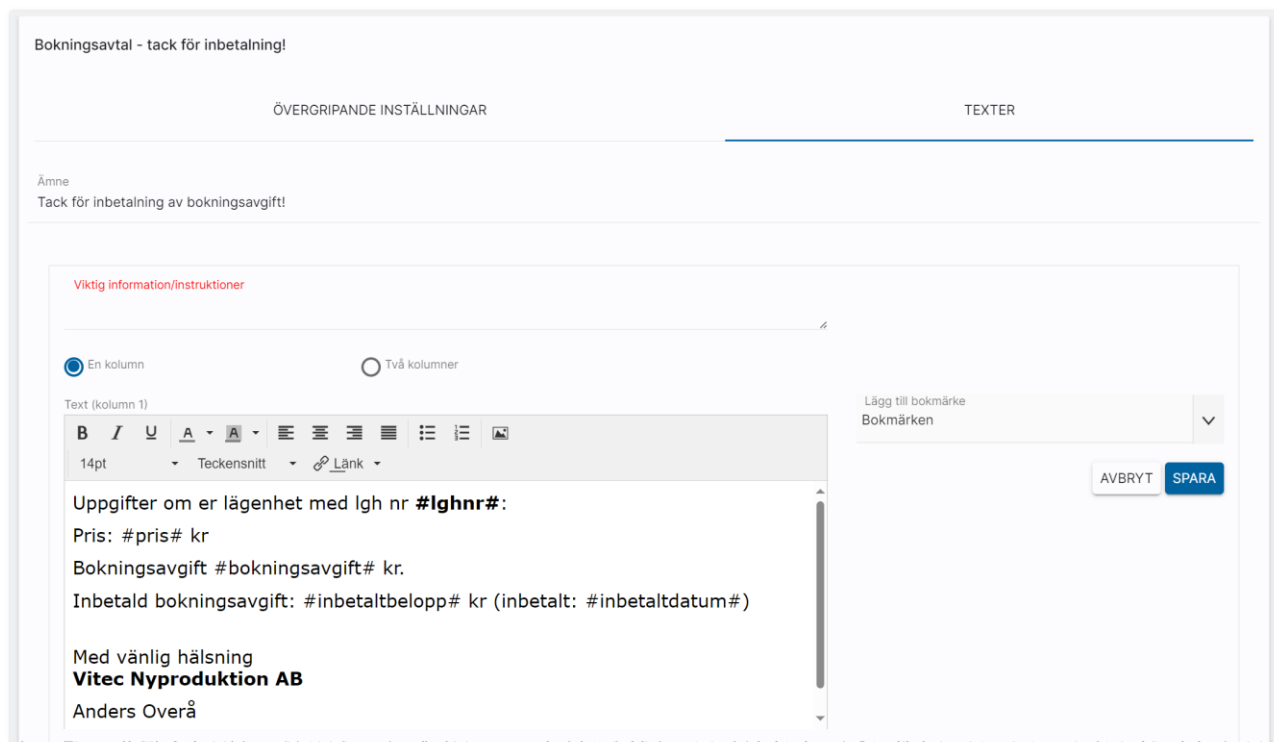 Bokningsavtal - tack för inbetalning!
ÖVERGRIPANDE INSTÄLLNINGAR
TEXTER
Ämne
Tack för inbetalning av bokningsavgift!
Viktig information/instruktioner
En kolumn
Två kolumner
Text (kolumn 1)
Lägg till bokmärke
Bokmärken
B I U A A
14pt Teckensnitt Länk
AVBRYT SPARA
Uppgifter om er lägenhet med lgh nr #lghnr#:
Pris: #pris# kr
Bokningsavgift #bokningsavgift# kr.
Inbetald bokningsavgift: #inbetaltbelopp# kr (inbetalt: #inbetaltdatum#)
Med vänlig hälsning
Vitec Nyproduktion AB
Anders Overå